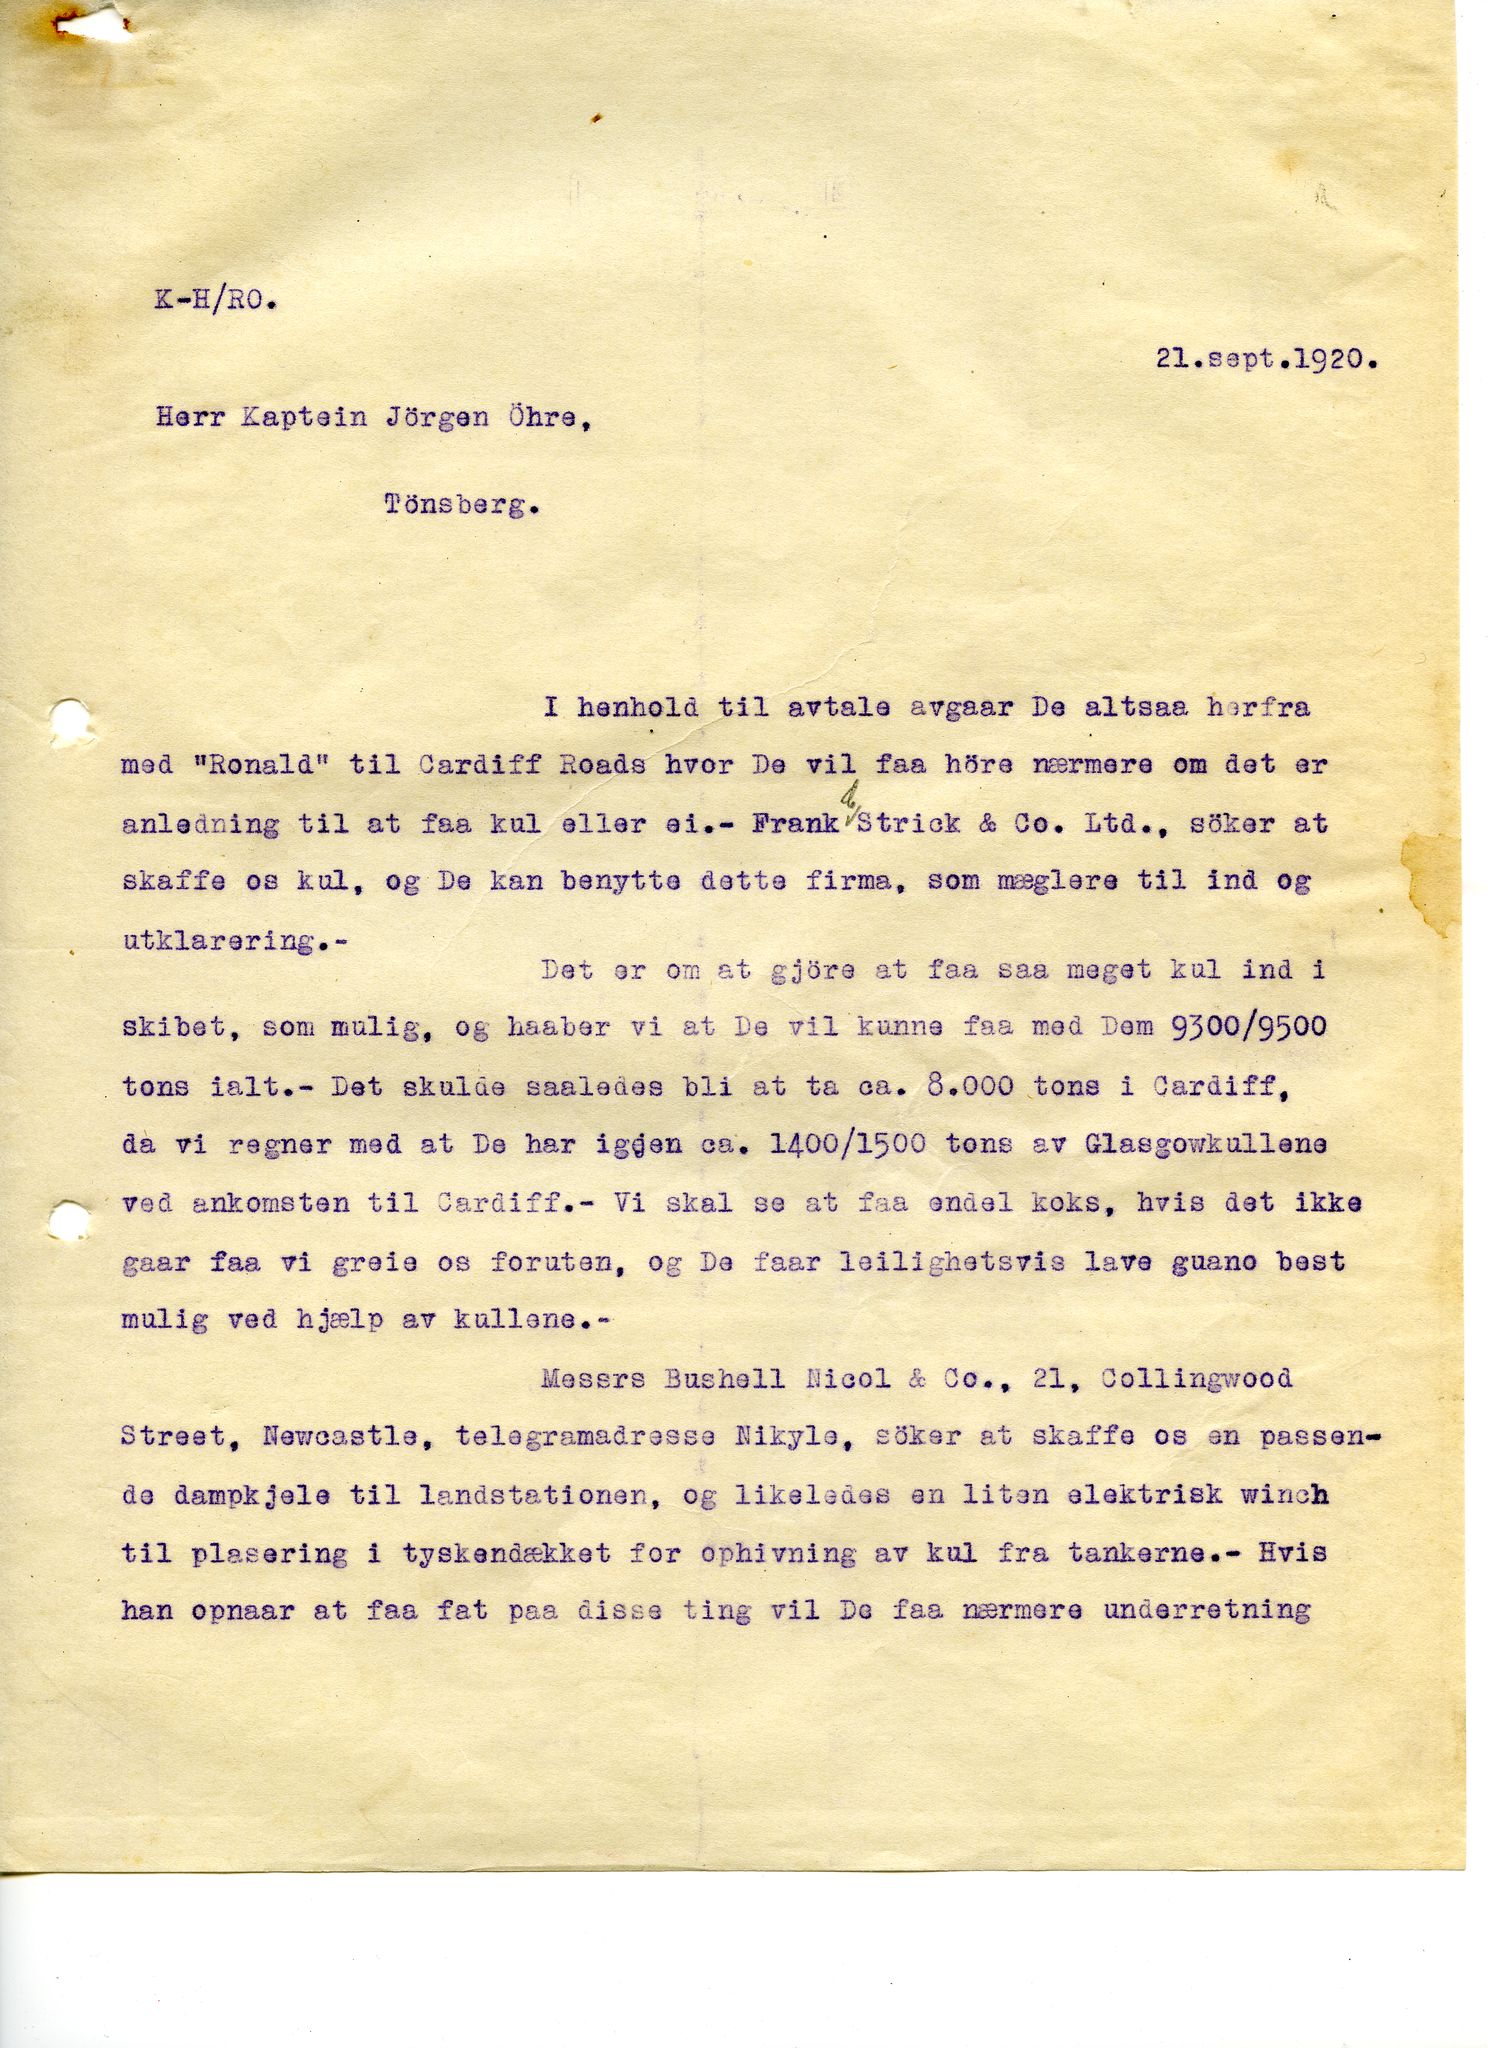 K-H/RO.
21.sept.1920.
Herr Kaptein Jörgen Öhre,
Tönsberg.
I henhold til avtale avgaar De altsaa herfra
med "Ronald" til Cardiff Roads hvor De vil faa höre nærmere om det er
anledning til at faa kul eller ei.- Frank Strick & Co. Ltd., söker at
skaffe os kul, og De kan benytte dette firma, som mæglere til ind og
utklarering.-
Det er om at gjöre at faa saa meget kul ind i
skibet, som mulig, og haaber vi at De vil kunne faa med Dem 9300/9500
tons ialt.- Det skulde saaledes bli at ta ca. 8.000 tons i Cardiff,
da vi regner med at De har igjen ca. 1400/1500 tons av Glasgowkullene
ved ankomsten til Cardiff.- Vi skal se at faa endel koks, hvis det ikke
gaar faa vi greie os foruten, og De faar leilighetsvis lave guano best
mulig ved hjælp av kullene.-
Messrs Bushell Nicol & Co., 21, Collingwood
Street, Newcastle, telegramadresse Nikyle, söker at skaffe os en passen-
de dampkjele til landstationen, og likeledes en liten elektrisk winch
til plasering i tyskendækket for ophivning av kul fra tankerne.- Hvis
han opnaar at faa fat paa disse ting vil De faa nærmere underretning